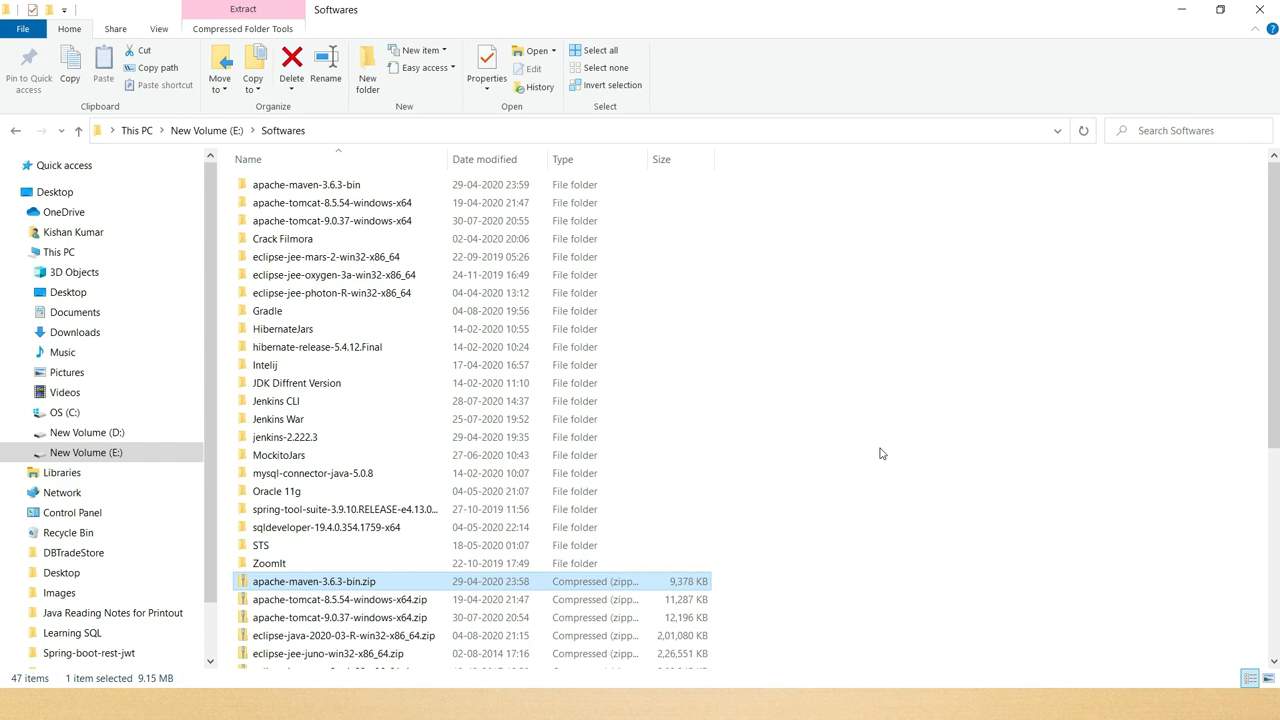 Extract
Softwares
File
Home
Share
View
Compressed Folder Tools
Pin to Quick access
Copy
Paste
Cut
Copy path
Paste shortcut
Clipboard
Move to
Copy to
Delete
Rename
Organize
New folder
New item
Easy access
New
Properties
Open
Edit
History
Open
Select all
Select none
Invert selection
Select
This PC
New Volume (E:)
Softwares
Search Softwares
Quick access
Desktop
OneDrive
Kishan Kumar
This PC
3D Objects
Desktop
Documents
Downloads
Music
Pictures
Videos
OS (C:)
New Volume (D:)
New Volume (E:)
Libraries
Network
Control Panel
Recycle Bin
DBTradeStore
Desktop
Images
Java Reading Notes for Printout
Learning SQL
Spring-boot-rest-jwt
Name Date modified Type Size
apache-maven-3.6.3-bin 29-04-2020 23:59 File folder
apache-tomcat-8.5.54-windows-x64 19-04-2020 21:47 File folder
apache-tomcat-9.0.37-windows-x64 30-07-2020 20:55 File folder
Crack Filmora 02-04-2020 20:06 File folder
eclipse-jee-mars-2-win32-x86_64 22-09-2019 05:26 File folder
eclipse-jee-oxygen-3a-win32-x86_64 24-11-2019 16:49 File folder
eclipse-jee-photon-R-win32-x86_64 04-04-2020 13:12 File folder
Gradle 04-08-2020 19:56 File folder
HibernateJars 14-02-2020 10:55 File folder
hibernate-release-5.4.12.Final 14-02-2020 10:24 File folder
Intelij 17-04-2020 16:57 File folder
JDK Diffrent Version 14-02-2020 11:10 File folder
Jenkins CLI 28-07-2020 14:37 File folder
Jenkins War 25-07-2020 19:52 File folder
jenkins-2.222.3 29-04-2020 19:35 File folder
MockitoJars 27-06-2020 10:43 File folder
mysql-connector-java-5.0.8 14-02-2020 10:07 File folder
Oracle 11g 04-05-2020 21:07 File folder
spring-tool-suite-3.9.10.RELEASE-e4.13.0... 27-10-2019 11:56 File folder
sqldeveloper-19.4.0.354.1759-x64 04-05-2020 22:14 File folder
STS 18-05-2020 01:07 File folder
ZoomIt 22-10-2019 17:49 File folder
apache-maven-3.6.3-bin.zip 29-04-2020 23:58 Compressed (zipp... 9,378 KB
apache-tomcat-8.5.54-windows-x64.zip 19-04-2020 21:47 Compressed (zipp... 11,287 KB
apache-tomcat-9.0.37-windows-x64.zip 30-07-2020 20:54 Compressed (zipp... 12,196 KB
eclipse-java-2020-03-R-win32-x86_64.zip 04-08-2020 21:15 Compressed (zipp... 2,01,080 KB
eclipse-jee-juno-win32-x86_64.zip 02-08-2014 17:16 Compressed (zipp... 2,26,551 KB
47 items 1 item selected 9.15 MB